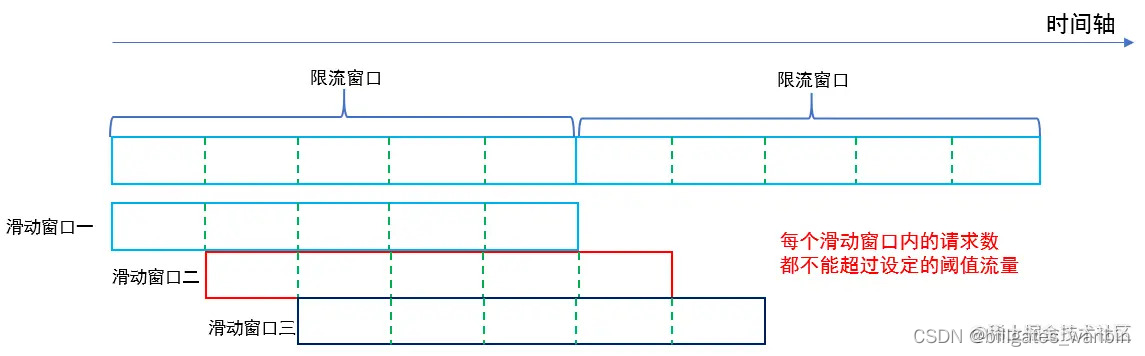 时间轴
限流窗口
限流窗口
滑动窗口一
每个滑动窗口内的请求数
都不能超过设定的阈值流量
滑动窗口二
滑动窗口三
@稀土掘金技术社区
CSDN @billgates_wanbin